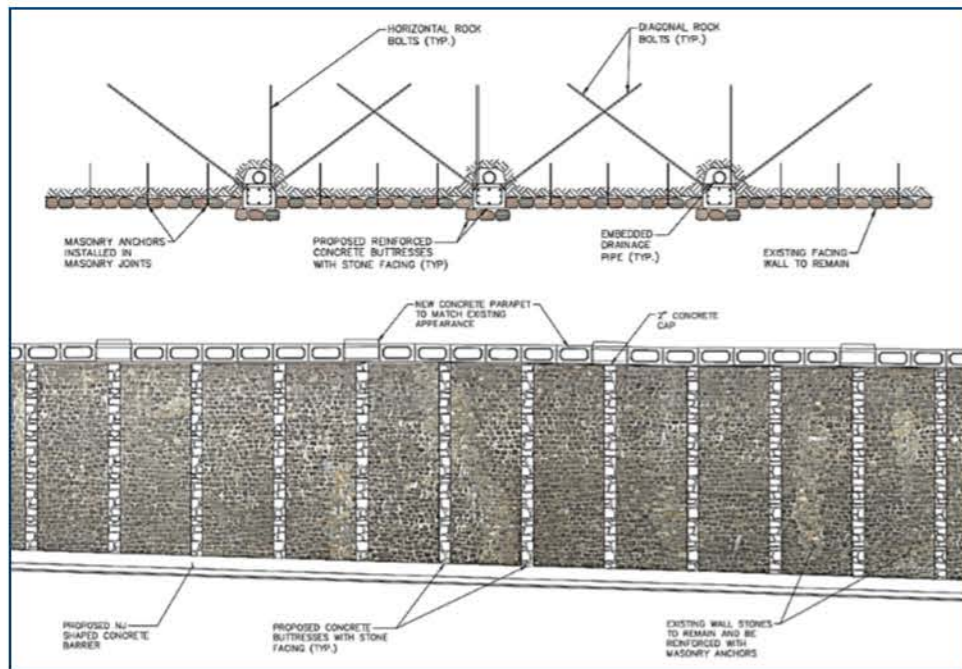 HORIZONTAL ROCK
BOLTS (TYP.)
DIAGONAL ROCK
BOLTS (TYP.)
MASONRY ANCHORS
INSTALLED IN
MASONRY JOINTS
PROPOSED REINFORCED
CONCRETE BUTTRESSES
WITH STONE FACING (TYP)
EMBEDDED
DRAINAGE
PIPE (TYP.)
EXISTING FACING
WALL TO REMAIN
NEW CONCRETE PARAPET
TO MATCH EXISTING
APPEARANCE
2" CONCRETE
CAP
PROPOSED NJ
SHAPED CONCRETE
BARRIER
PROPOSED CONCRETE
BUTTRESSES WITH STONE
FACING (TYP.)
EXISTING WALL STONES
TO REMAIN AND BE
REINFORCED WITH
MASONRY ANCHORS